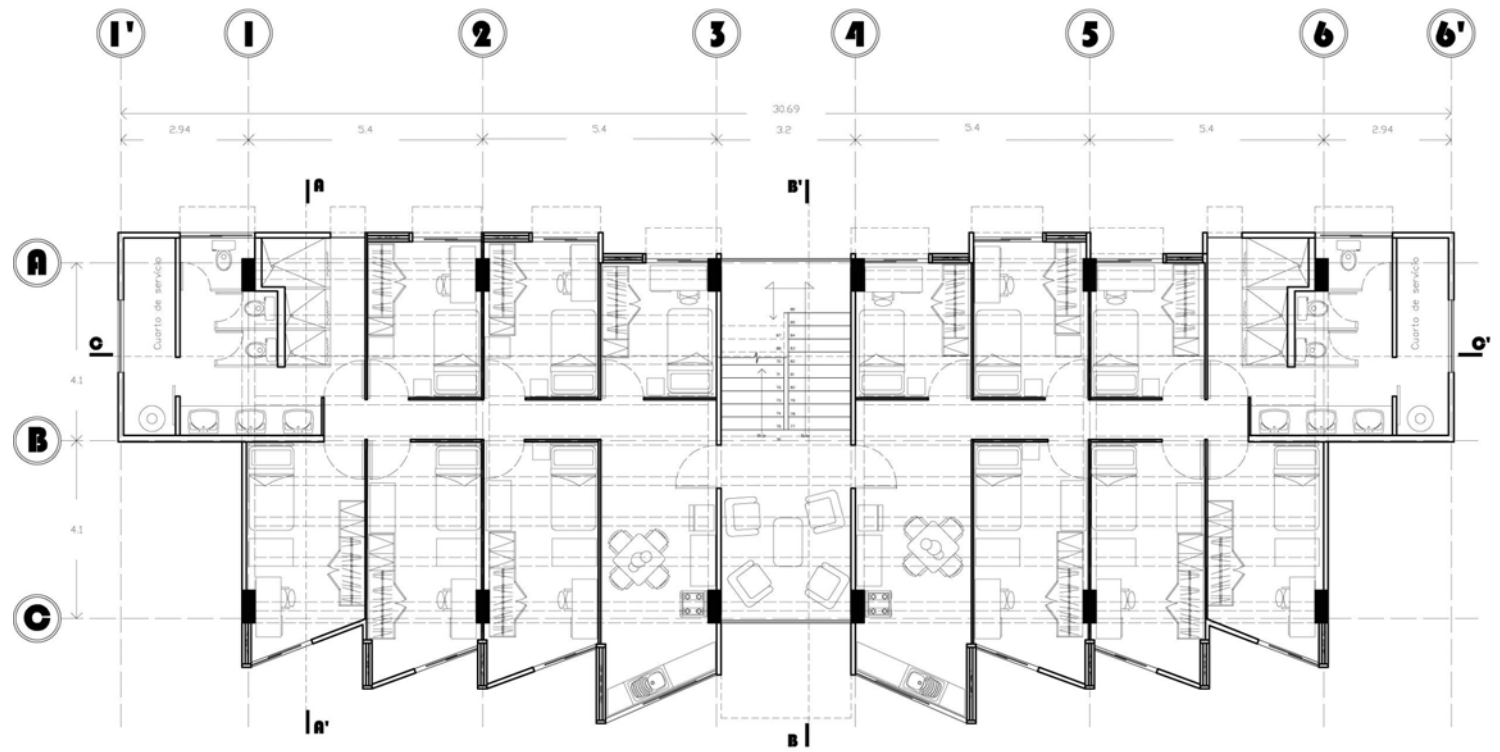 1' 1 2 3 4 5 6 6'
30.69
2.94 5.4 5.4 3.2 5.4 5.4 2.94
A B'
A
Cuarto de servicio Cuarto de servicio
C C'
4.1
B
4.1
C
A' B